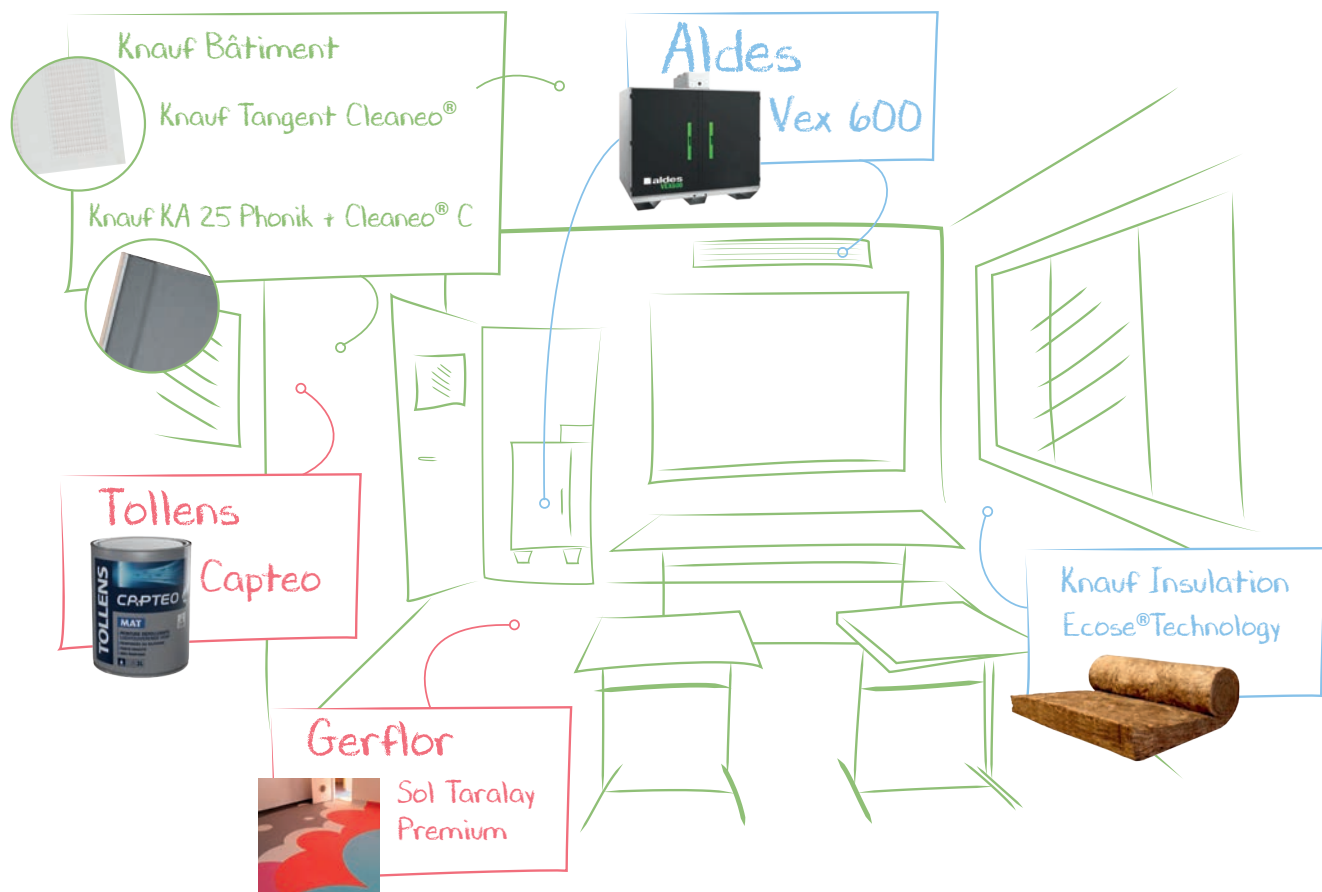 Knauf Bâtiment
Knauf Tangent Cleaneo®
Knauf KA 25 Phonik + Cleaneo® C
Aldes
Vex 600
aldes
VEX600
Tollens
Capteo
TOLLENS
CAPTEO
MAT
Gerflor
Sol Taralay
Premium
Knauf Insulation
Ecose® Technology